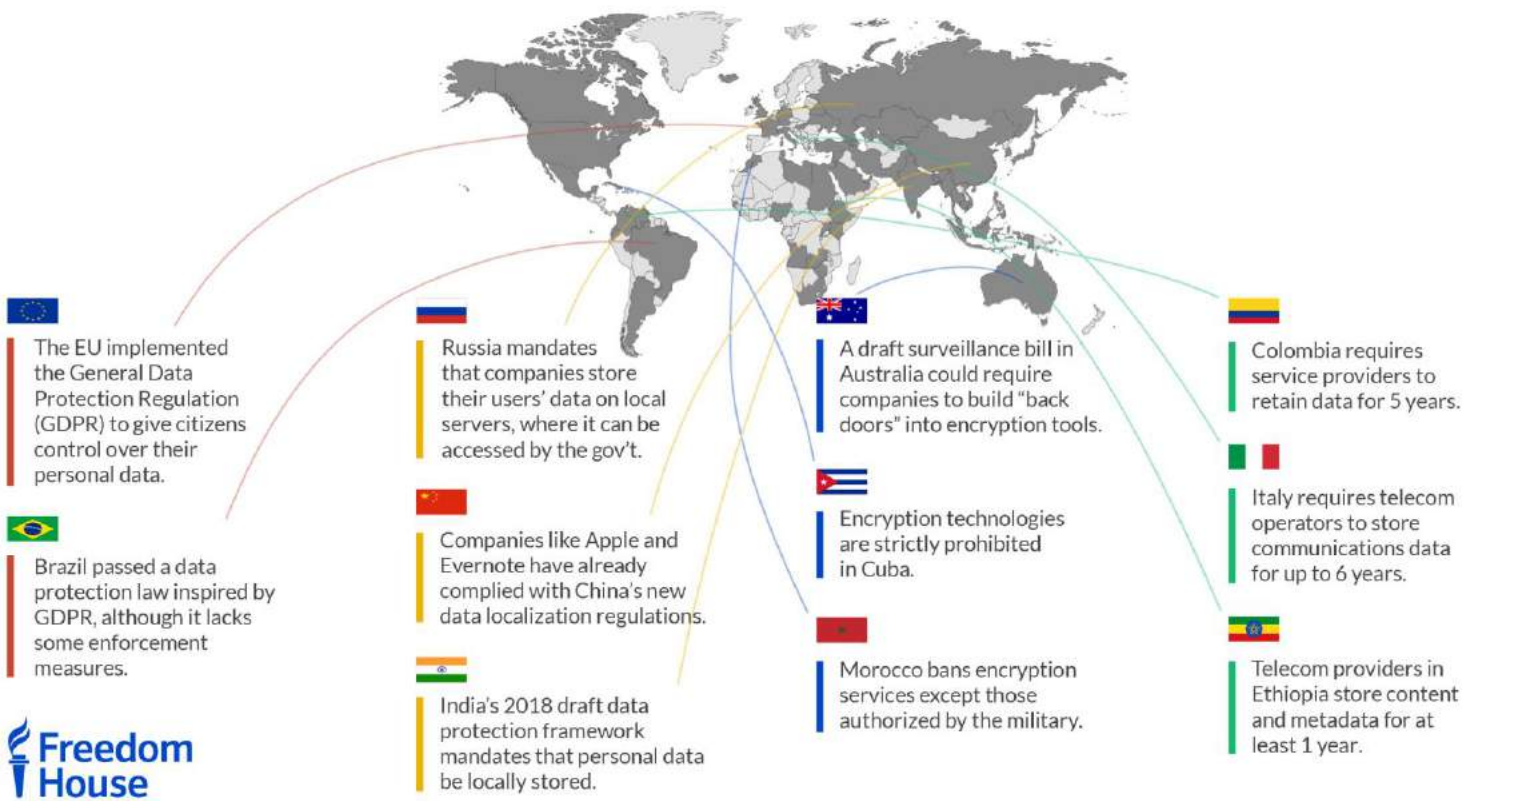 The EU implemented
the General Data
Protection Regulation
(GDPR) to give citizens
control over their
personal data.
Brazil passed a data
protection law inspired by
GDPR, although it lacks
some enforcement
measures.
Freedom
House
Russia mandates
that companies store
their users’ data on local
servers, where it can be
accessed by the gov’t.
Companies like Apple and
Evernote have already
complied with China’s new
data localization regulations.
India’s 2018 draft data
protection framework
mandates that personal data
be locally stored.
A draft surveillance bill in
Australia could require
companies to build “back
doors” into encryption tools.
Encryption technologies
are strictly prohibited
in Cuba.
Morocco bans encryption
services except those
authorized by the military.
Colombia requires
service providers to
retain data for 5 years.
Italy requires telecom
operators to store
communications data
for up to 6 years.
Telecom providers in
Ethiopia store content
and metadata for at
least 1 year.